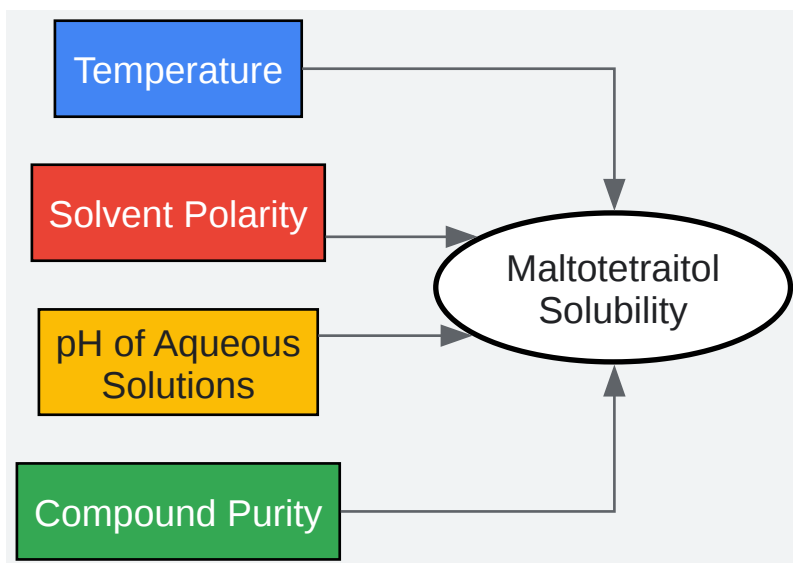 Temperature
Solvent Polarity
Maltotetraitol
Solubility
pH of Aqueous
Solutions
Compound Purity